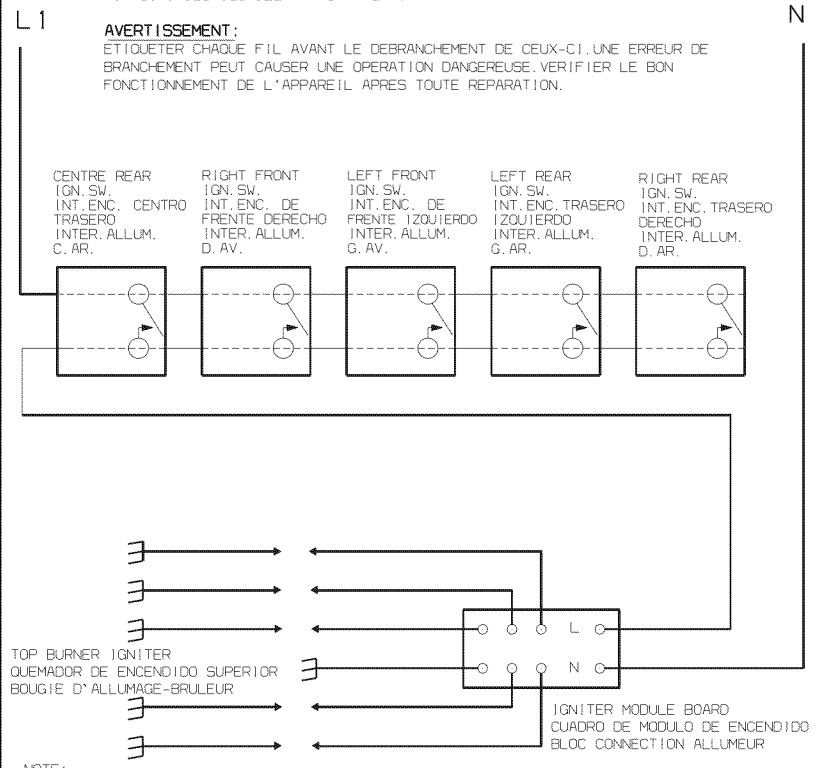 L1
N
AVERTISSEMENT:
ETIQUETER CHAQUE FIL AVANT LE DEBRANCHEMENT DE CEUX-CI.UNE ERREUR DE
BRANCHEMENT PEUT CAUSER UNE OPERATION DANGEREUSE.VERIFIER LE BON
FONCTIONNEMENT DE L'APPAREIL APRES TOUTE REPARATION.
CENTRE REAR
IGN.SW.
INT.ENC. CENTRO
TRASERO
INTER.ALLUM.
C.AR.
RIGHT FRONT
IGN.SW.
INT.ENC. DE
FRENTE DERECHO
INTER.ALLUM.
D.AV.
LEFT FRONT
IGN.SW.
INT.ENC. DE
FRENTE IZQUIERDO
INTER.ALLUM.
G.AV.
LEFT REAR
IGN.SW.
INT.ENC.TRASERO
IZQUIERDO
INTER.ALLUM.
G.AR.
RIGHT REAR
IGN.SW.
INT.ENC.TRASERO
DERECHO
INTER.ALLUM.
D.AR.
L
N
TOP BURNER IGNITER
QUEMADOR DE ENCENDIDO SUPERIOR
BOUGIE D'ALLUMAGE-BRULEUR
IGNITER MODULE BOARD
CUADRO DE MODULO DE ENCENDIDO
BLOC CONNECTION ALLUMEUR
NOTE: